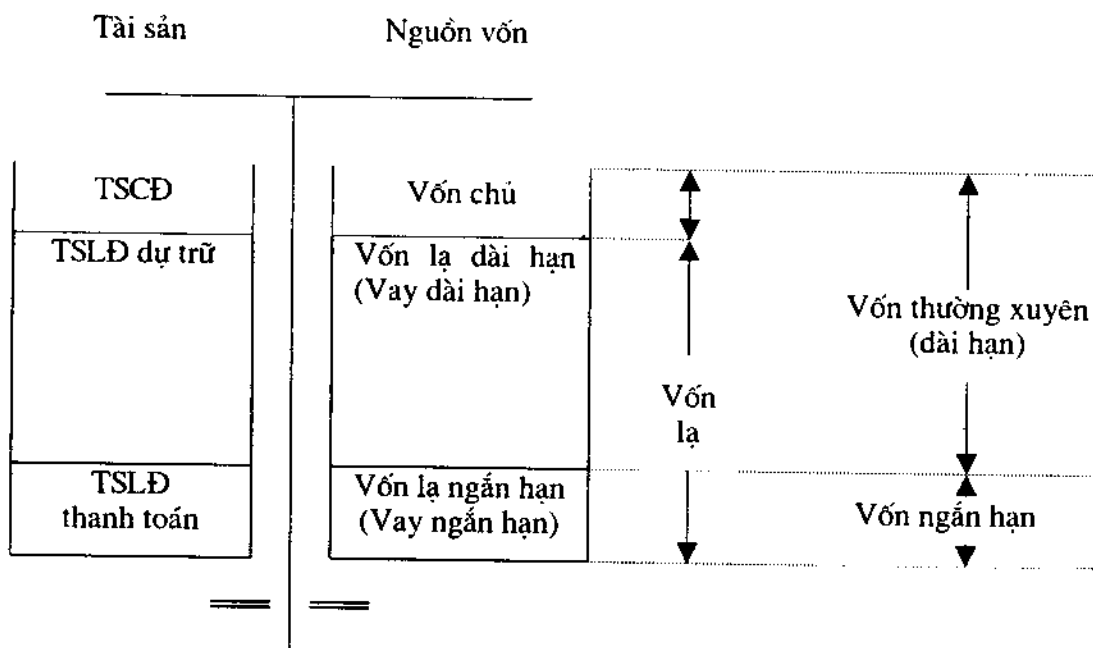 Tài sản
Nguồn vốn
TSCĐ
TSLĐ dự trữ
TSLĐ
thanh toán
Vốn chủ
Vốn lạ dài hạn
(Vay dài hạn)
Vốn lạ ngắn hạn
(Vay ngắn hạn)
Vốn
lạ
Vốn thường xuyên
(dài hạn)
Vốn ngắn hạn